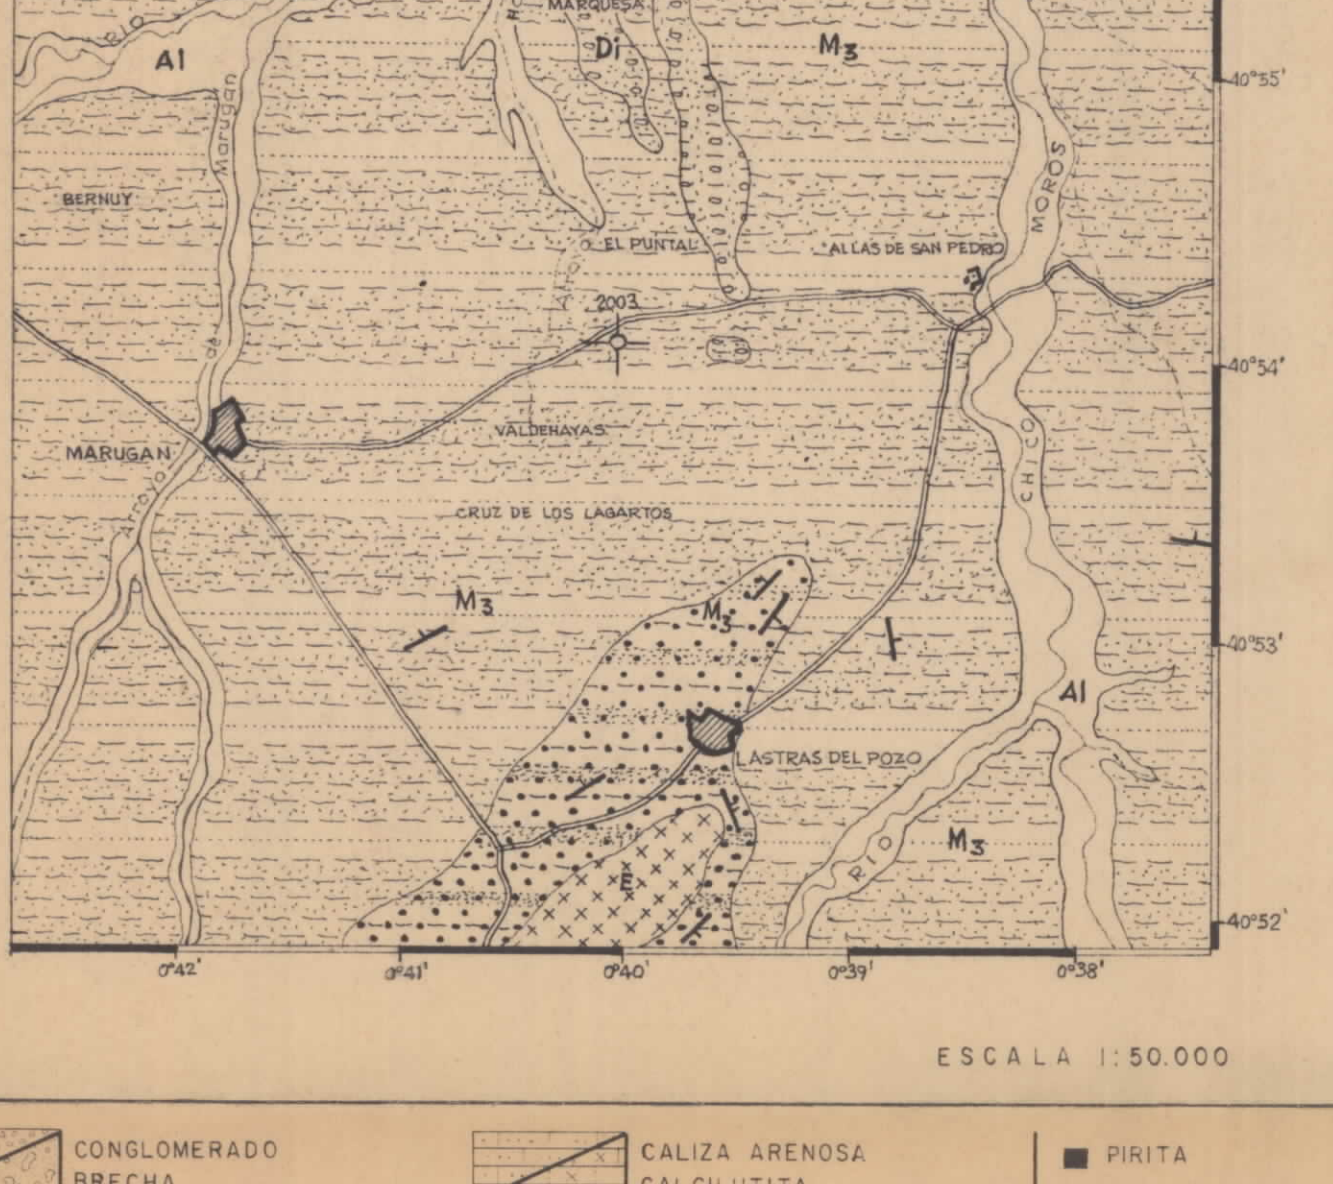 MARQUESA
RIO
Al
Di
M3
40°55'
Marugan
MOROS
BERNUY
EL PUNTAL
ALLAS DE SAN PEDRO
Arroyo
2003
de
40°54'
VALDEHAYAS
MARUGAN
CHICO
Arroyo
CRUZ DE LOS LAGARTOS
M3
M3
40°53'
Al
LASTRAS DEL POZO
RIO
M3
E
40°52'
0°42'
0°41'
0°40'
0°39'
0°38'
ESCALA 1:50.000
CONGLOMERADO
BRECHA
CALIZA ARENOSA
CALCILUTITA
PIRITA